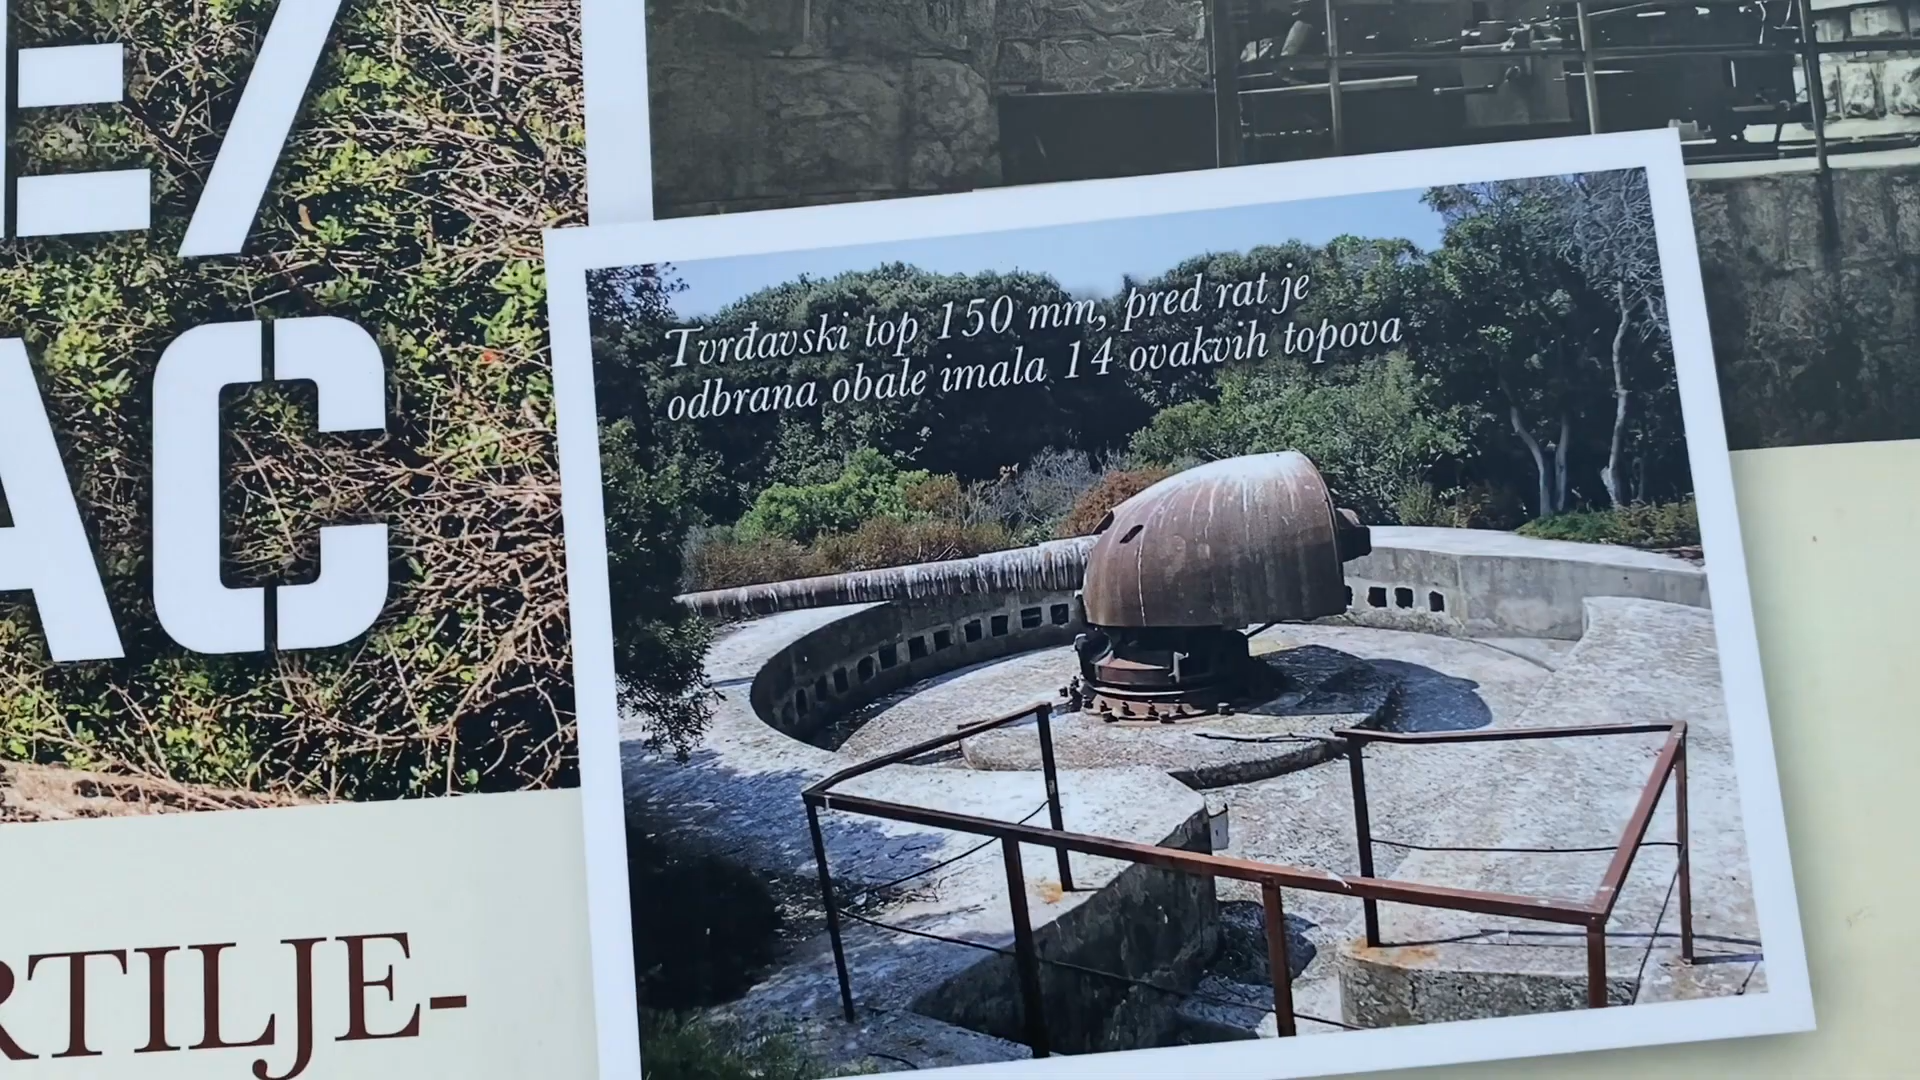 E/
AC
Tvrđavski top 150 mm, pred rat je
odbrana obale imala 14 ovakvih topova
RTILJE-